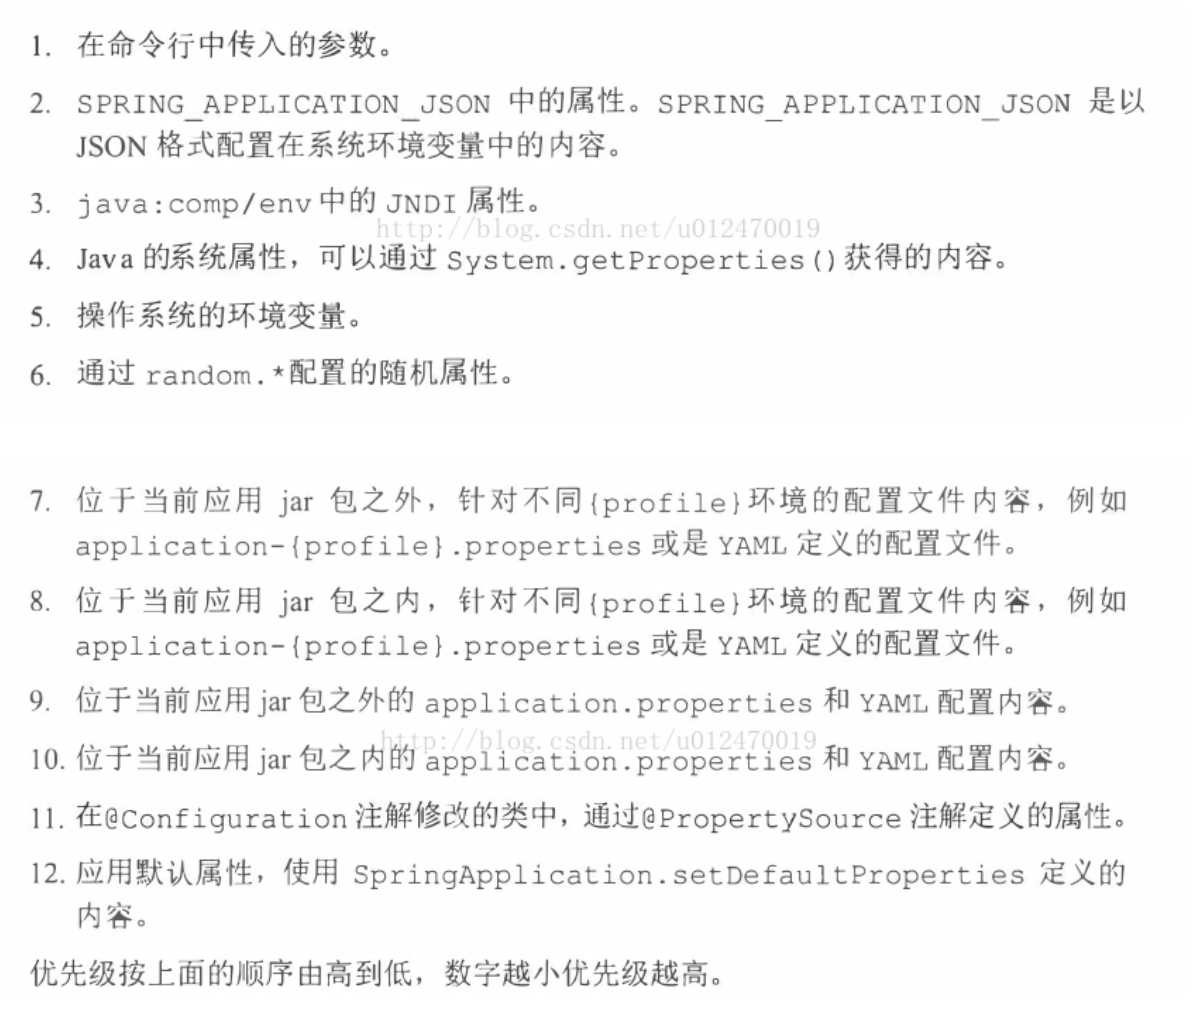 1. 在命令行中传入的参数。
2. SPRING_APPLICATION_JSON 中的属性。SPRING_APPLICATION_JSON 是以
JSON 格式配置在系统环境变量中的内容。
3. java:comp/env 中的 JNDI 属性。
http://blog.csdn.net/u012470019
4. Java 的系统属性，可以通过 System.getProperties()获得的内容。
5. 操作系统的环境变量。
6. 通过 random.*配置的随机属性。
7. 位于当前应用 jar 包之外，针对不同{profile}环境的配置文件内容，例如
application-{profile}.properties 或是 YAML 定义的配置文件。
8. 位于当前应用 jar 包之内，针对不同{profile}环境的配置文件内容，例如
application-{profile}.properties 或是 YAML 定义的配置文件。
9. 位于当前应用 jar 包之外的 application.properties 和 YAML 配置内容。
http://blog.csdn.net/u012470019
10. 位于当前应用 jar 包之内的 application.properties 和 YAML 配置内容。
11. 在@Configuration 注解修改的类中，通过@PropertySource 注解定义的属性。
12. 应用默认属性，使用 SpringApplication.setDefaultProperties 定义的
内容。
优先级按上面的顺序由高到低，数字越小优先级越高。